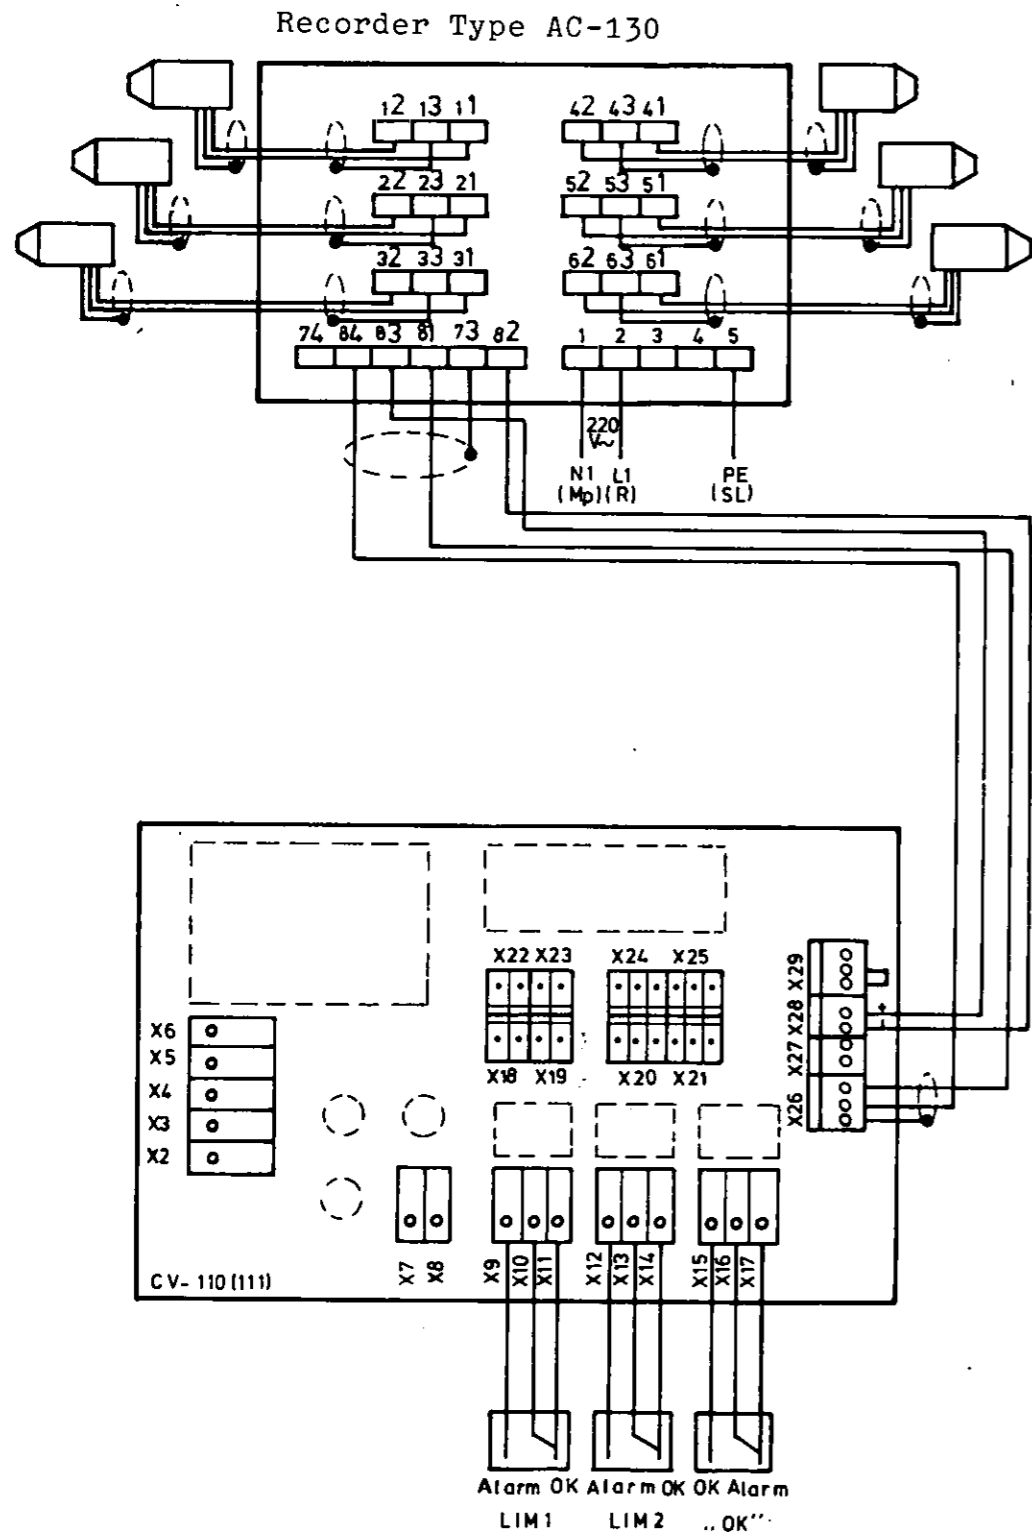 Recorder Type AC-130
12 13 11
42 43 41
22 23 21
52 53 51
32 33 31
62 63 61
74 84 83 81 73 82
1 2 3 4 5
220
V~
N1 L1 PE
(Mp) (R) (SL)
X22 X23 X24 X25
X29
X28
+
-
X27
X26
X6
X5
X4
X3
X2
X18 X19 X20 X21
X7 X8 X9 X10 X11 X12 X13 X14 X15 X16 X17
CV-110 (111)
Alarm OK Alarm OK OK Alarm
LIM1 LIM2 ,,OK"